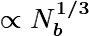 ∝ N_b^{1/3}